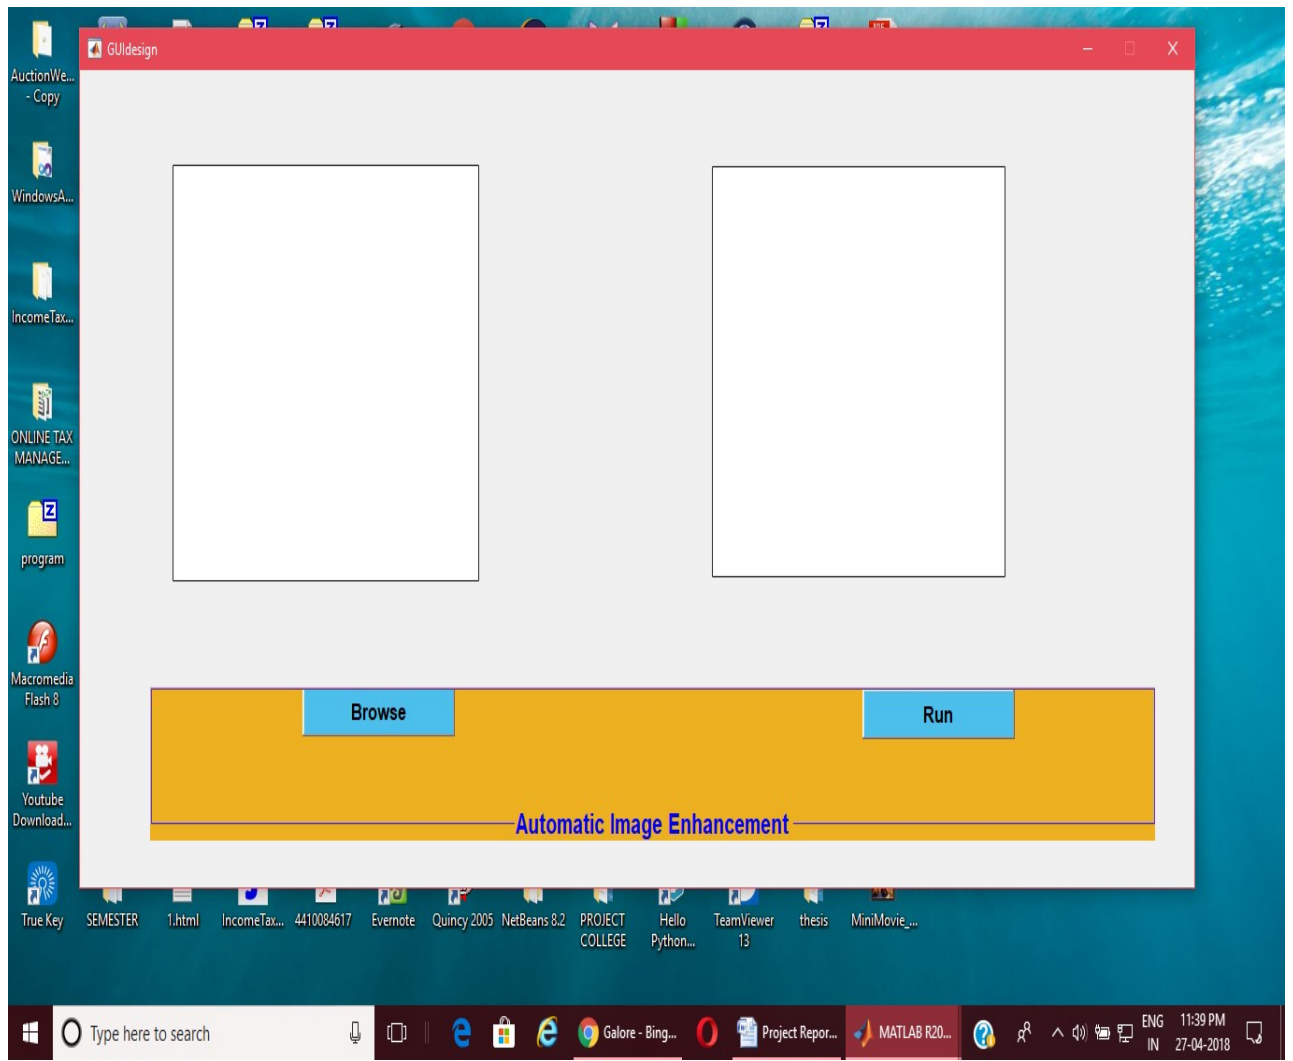 GUIdesign
AuctionWe...
- Copy
WindowsA...
IncomeTax...
ONLINE TAX
MANAGE...
program
Macromedia
Flash 8
Youtube
Download...
True Key
Browse
Run
Automatic Image Enhancement
SEMESTER
1.html
IncomeTax...
4410084617
Evernote
Quincy 2005
NetBeans 8.2
PROJECT
COLLEGE
Hello
Python...
TeamViewer
13
thesis
MiniMovie_...
Type here to search
Galore - Bing...
Project Repor...
MATLAB R20...
ENG
IN
11:39 PM
27-04-2018